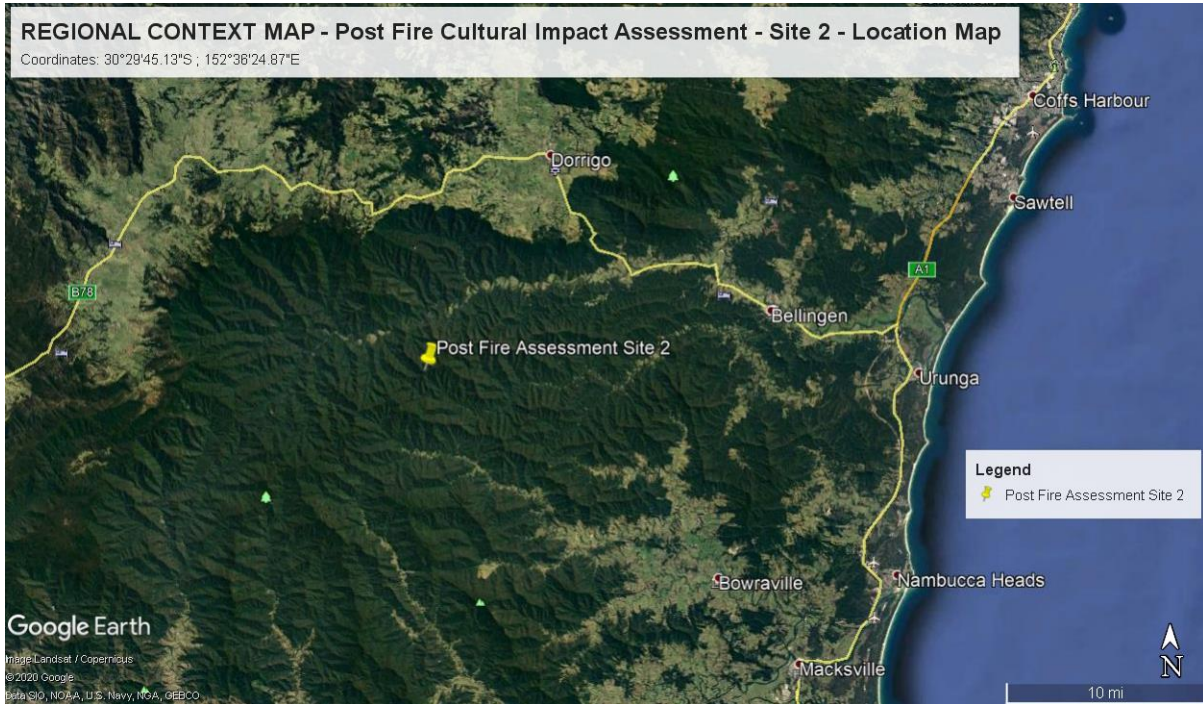 REGIONAL CONTEXT MAP - Post Fire Cultural Impact Assessment - Site 2 - Location Map
Coordinates: 30°29'45.13"S ; 152°36'24.87"E
Coffs Harbour
Dorrigo
Sawtell
A1
B78
Bellingen
Post Fire Assessment Site 2
Urunga
Legend
Post Fire Assessment Site 2
Bowraville
Nambucca Heads
Google Earth
Image Landsat / Copernicus
©2020 Google
Data SIO, NOAA, U.S. Navy, NGA, GEBCO
Macksville
N
10 mi